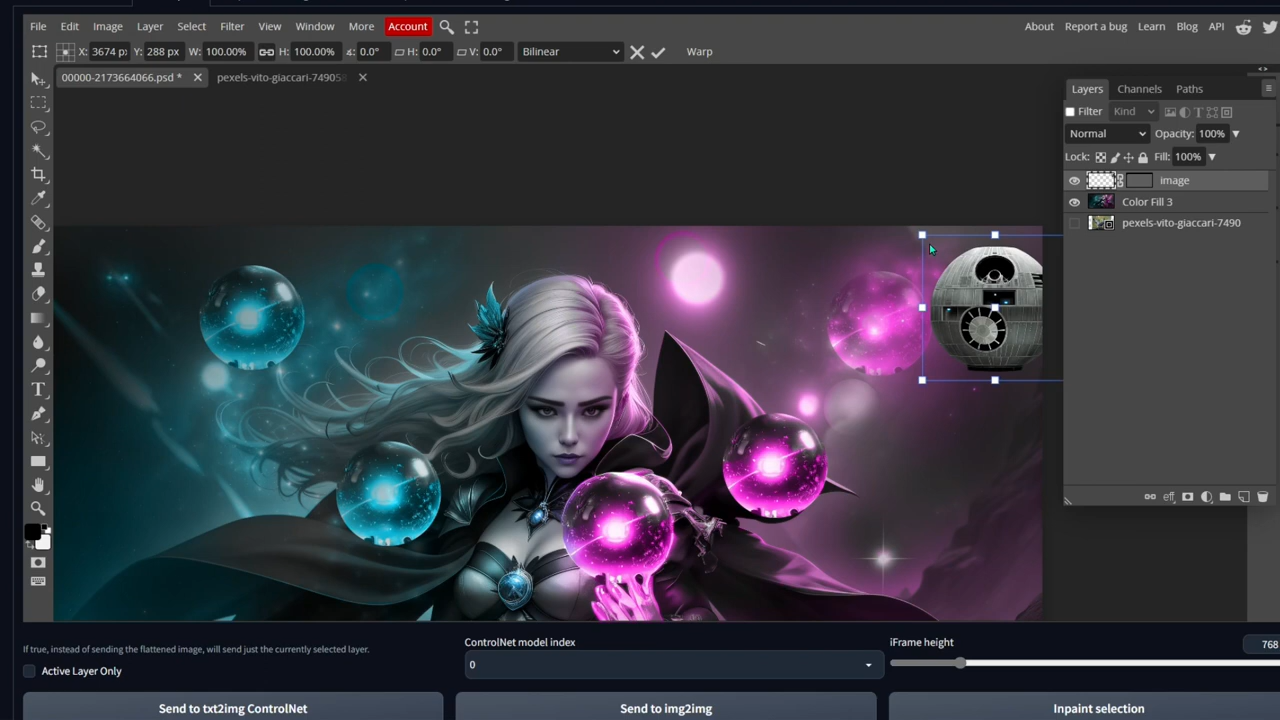 File Edit Image Layer Select Filter View Window More Account About Report a bug Learn Blog API
X: 3674 p Y: 288 px W: 100.00% H: 100.00% 0.0° H: 0.0° V: 0.0° Bilinear Warp
00000-2173664066.psd * pexels-vito-giaccari-74905
Layers Channels Paths
Filter Kind
Normal Opacity: 100%
Lock: Fill: 100%
image
Color Fill 3
pexels-vito-giaccari-7490
eff
If true, instead of sending the flattened image, will send just the currently selected layer.
Active Layer Only
ControlNet model index
0
iFrame height
768
Send to txt2img ControlNet Send to img2img Inpaint selection